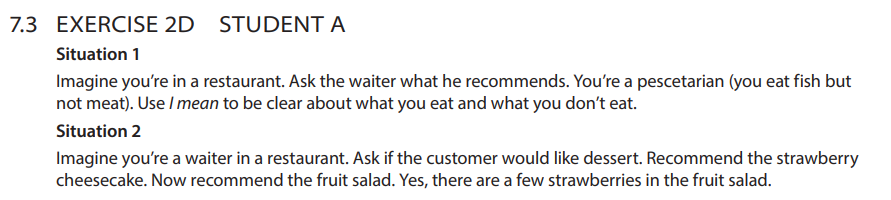 7.3 EXERCISE 2D STUDENT A
Situation 1
Imagine you’re in a restaurant. Ask the waiter what he recommends. You’re a pescetarian (you eat fish but
not meat). Use I mean to be clear about what you eat and what you don’t eat.
Situation 2
Imagine you’re a waiter in a restaurant. Ask if the customer would like dessert. Recommend the strawberry
cheesecake. Now recommend the fruit salad. Yes, there are a few strawberries in the fruit salad.